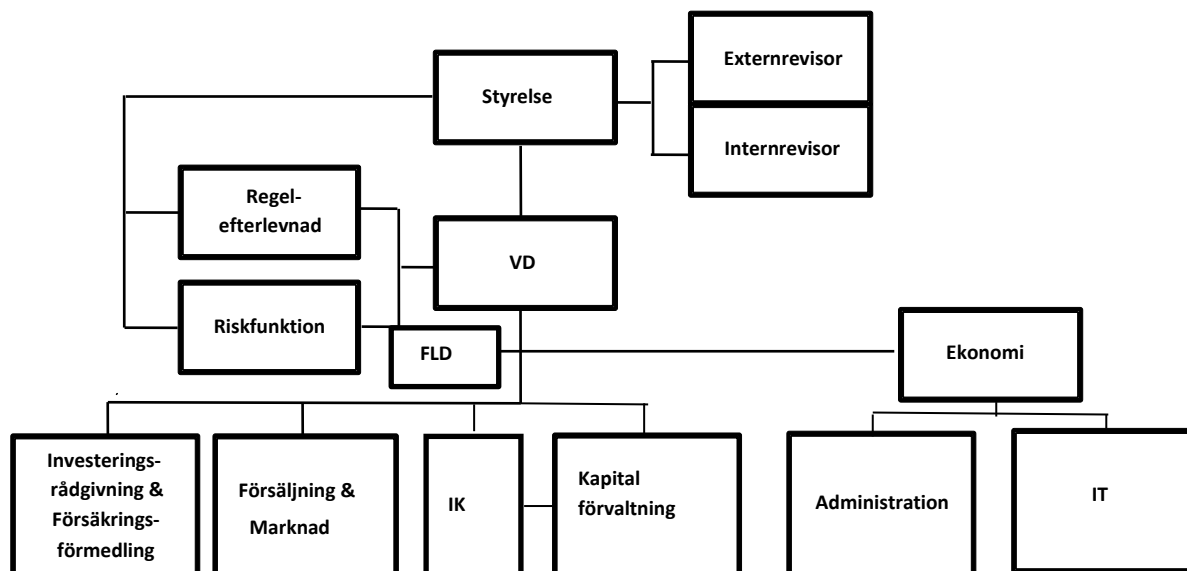 Externrevisor
Styrelse
Internrevisor
Regel-
efterlevnad
VD
Riskfunktion
FLD
Ekonomi
Investerings-
rådgivning &
Försäkrings-
förmedling
Försäljning &
Marknad
IK
Kapital
förvaltning
Administration
IT